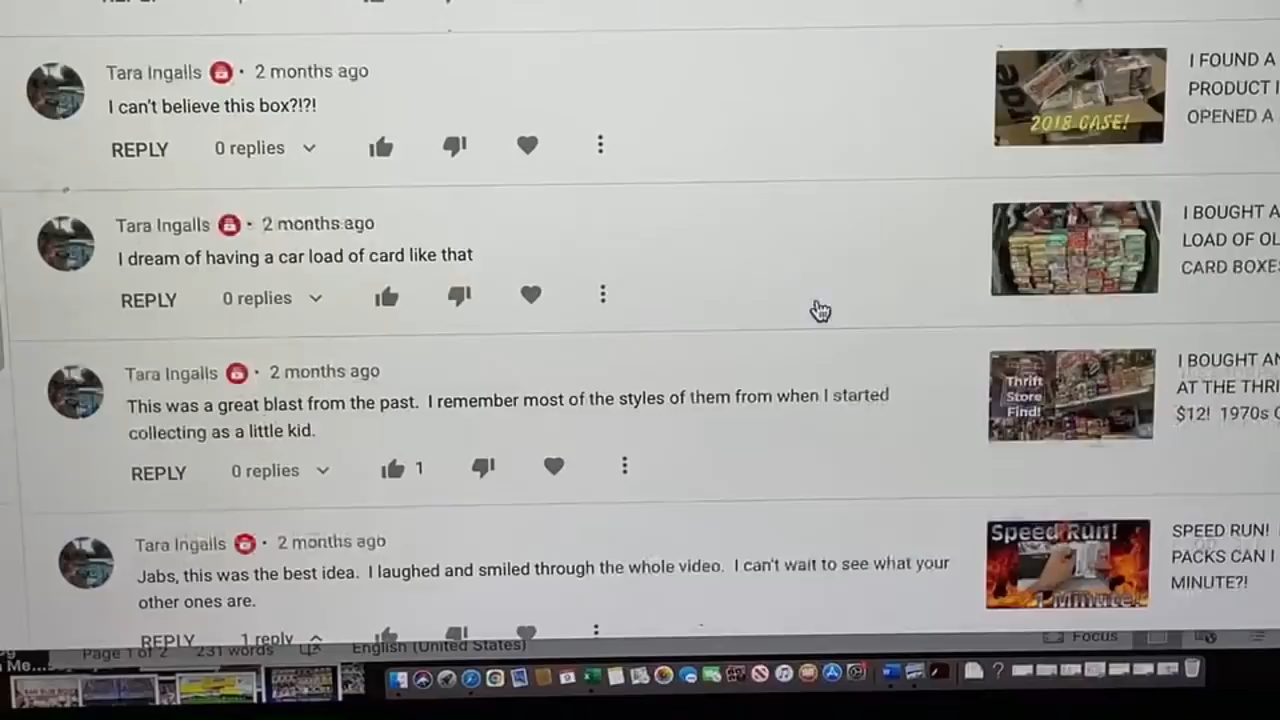 Tara Ingalls • 2 months ago
I can't believe this box?!?!
REPLY 0 replies
2018 CASE!
I FOUND A
PRODUCT I
OPENED A
Tara Ingalls • 2 months ago
I dream of having a car load of card like that
REPLY 0 replies
I BOUGHT A
LOAD OF OL
CARD BOXES
Tara Ingalls • 2 months ago
This was a great blast from the past. I remember most of the styles of them from when I started
collecting as a little kid.
REPLY 0 replies 1
Thrift
Store
Find!
I BOUGHT AN
AT THE THRI
$12! 1970s
Tara Ingalls • 2 months ago
Jabs, this was the best idea. I laughed and smiled through the whole video. I can't wait to see what your
other ones are.
REPLY 1 reply
Speed Run!
1 Minute!
SPEED RUN!
PACKS CAN I
MINUTE?!
Page 1 of 2 231 words English (United States) Focus
Me...